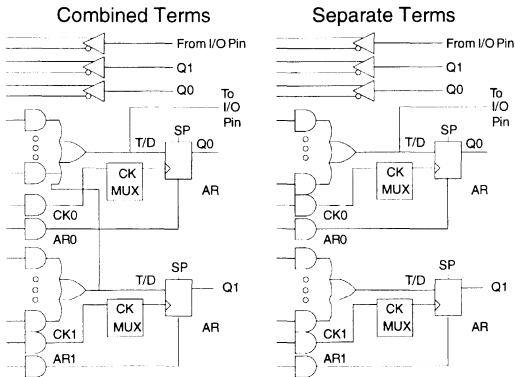 Combined Terms
From I/O Pin
Q1
Q0
To
I/O
Pin
SP
T/D
Q0
CK
MUX
AR
CK0
AR0
SP
T/D
Q1
CK
MUX
CK1
AR
AR1
Separate Terms
From I/O Pin
Q1
Q0
To
I/O
Pin
SP
T/D
Q0
CK
MUX
AR
CK0
AR0
SP
T/D
Q1
CK
MUX
CK1
AR
AR1